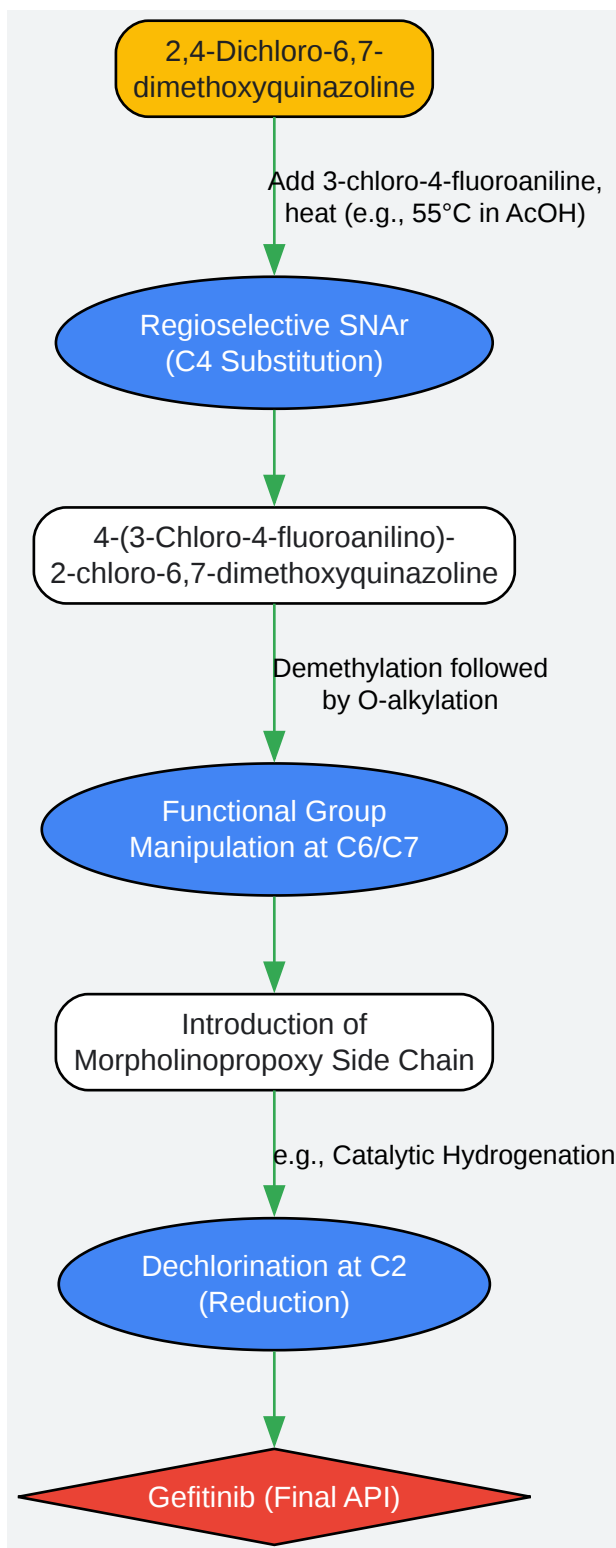 2,4-Dichloro-6,7-
dimethoxyquinazoline
Add 3-chloro-4-fluoroaniline,
heat (e.g., 55°C in AcOH)
Regioselective SNAr
(C4 Substitution)
4-(3-Chloro-4-fluoroanilino)-
2-chloro-6,7-dimethoxyquinazoline
Demethylation followed
by O-alkylation
Functional Group
Manipulation at C6/C7
Introduction of
Morpholinopropoxy Side Chain
e.g., Catalytic Hydrogenation
Dechlorination at C2
(Reduction)
Gefitinib (Final API)